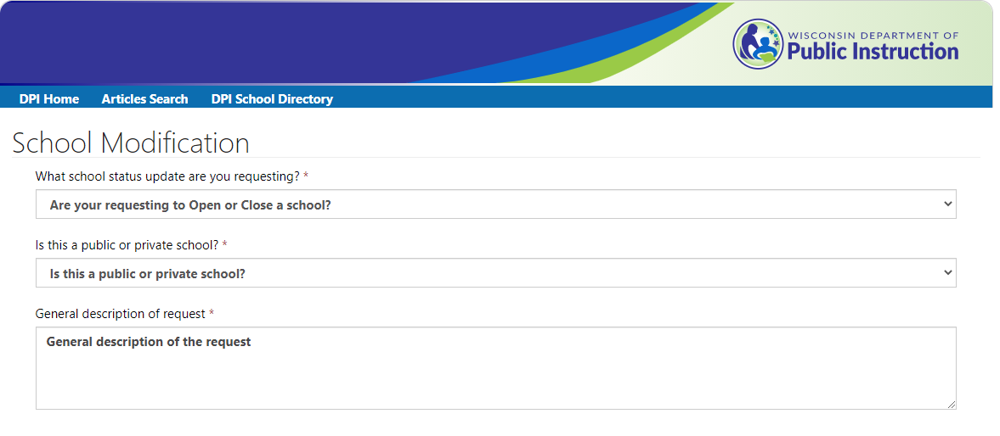 WISCONSIN DEPARTMENT OF
Public Instruction
DPI Home Articles Search DPI School Directory
School Modification
What school status update are you requesting? *
Are your requesting to Open or Close a school?
Is this a public or private school? *
Is this a public or private school?
General description of request *
General description of the request